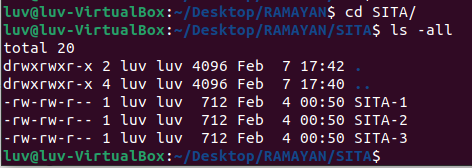 luv@luv-VirtualBox:~/Desktop/RAMAYAN$ cd SITA/
luv@luv-VirtualBox:~/Desktop/RAMAYAN/SITA$ ls -all
total 20
drwxrwxr-x 2 luv luv 4096 Feb  7 17:42 .
drwxrwxr-x 4 luv luv 4096 Feb  7 17:40 ..
-rw-rw-r-- 1 luv luv  712 Feb  4 00:50 SITA-1
-rw-rw-r-- 1 luv luv  712 Feb  4 00:50 SITA-2
-rw-rw-r-- 1 luv luv  712 Feb  4 00:50 SITA-3
luv@luv-VirtualBox:~/Desktop/RAMAYAN/SITA$